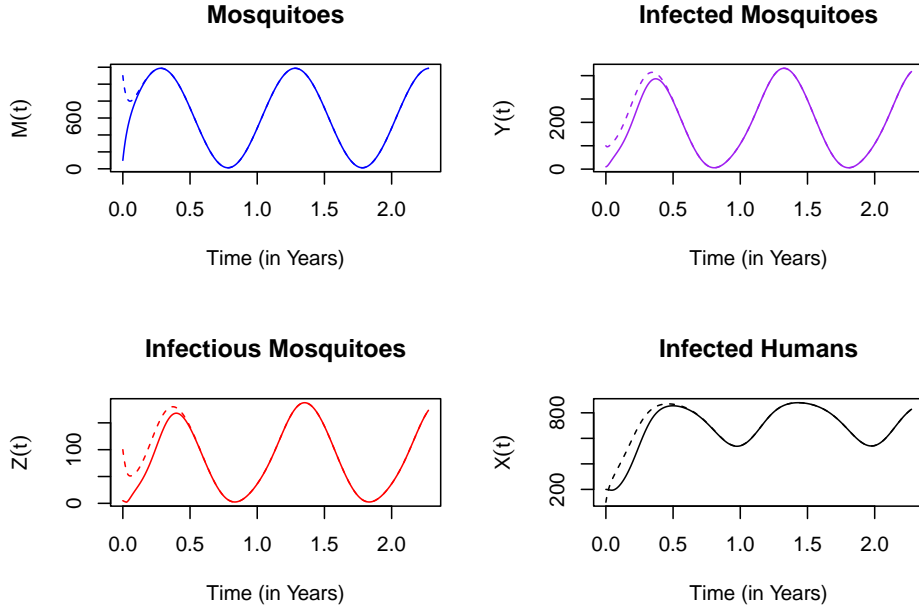 Mosquitoes
M(t)
600
0
0.0 0.5 1.0 1.5 2.0
Time (in Years)
Infected Mosquitoes
Y(t)
200
0
0.0 0.5 1.0 1.5 2.0
Time (in Years)
Infectious Mosquitoes
Z(t)
100
0
0.0 0.5 1.0 1.5 2.0
Time (in Years)
Infected Humans
X(t)
800
200
0.0 0.5 1.0 1.5 2.0
Time (in Years)